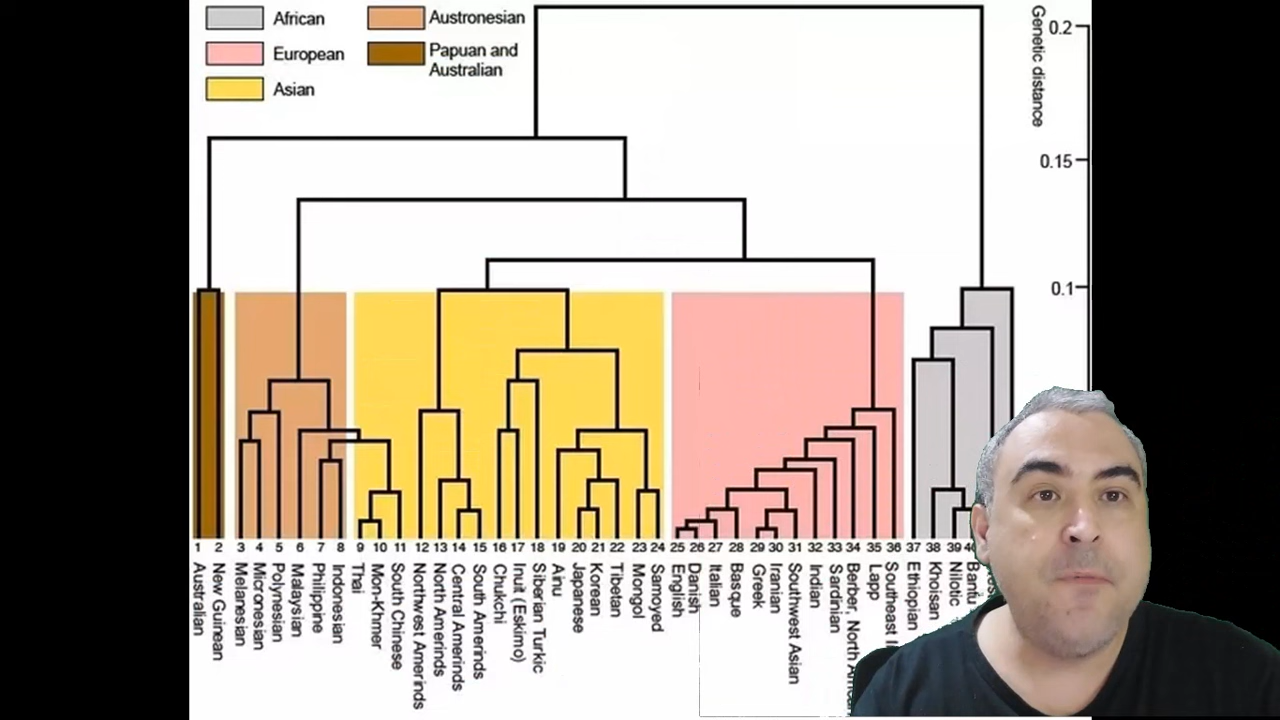 African
European
Asian
Austronesian
Papuan and
Australian
Genetic distance
0.2
0.15
0.1
1 2 3 4 5 6 7 8 9 10 11 12 13 14 15 16 17 18 19 20 21 22 23 24 25 26 27 28 29 30 31 32 33 34 35 36 37 38 39
Australian
New Guinean
Melanesian
Micronesian
Polynesian
Malaysian
Philippine
Indonesian
Thai
Mon-Khmer
South Chinese
Northwest Amerinds
North Amerinds
Central Amerinds
South Amerinds
Chukchi
Inuit (Eskimo)
Siberian Turkic
Ainu
Japanese
Korean
Tibetan
Mongol
Samoyed
English
Danish
Italian
Basque
Greek
Iranian
Southwest Asian
Indian
Sardinian
Berber, North
Lapp
Southeast
Ethiopian
Khoisan
Nilotic
Bantu